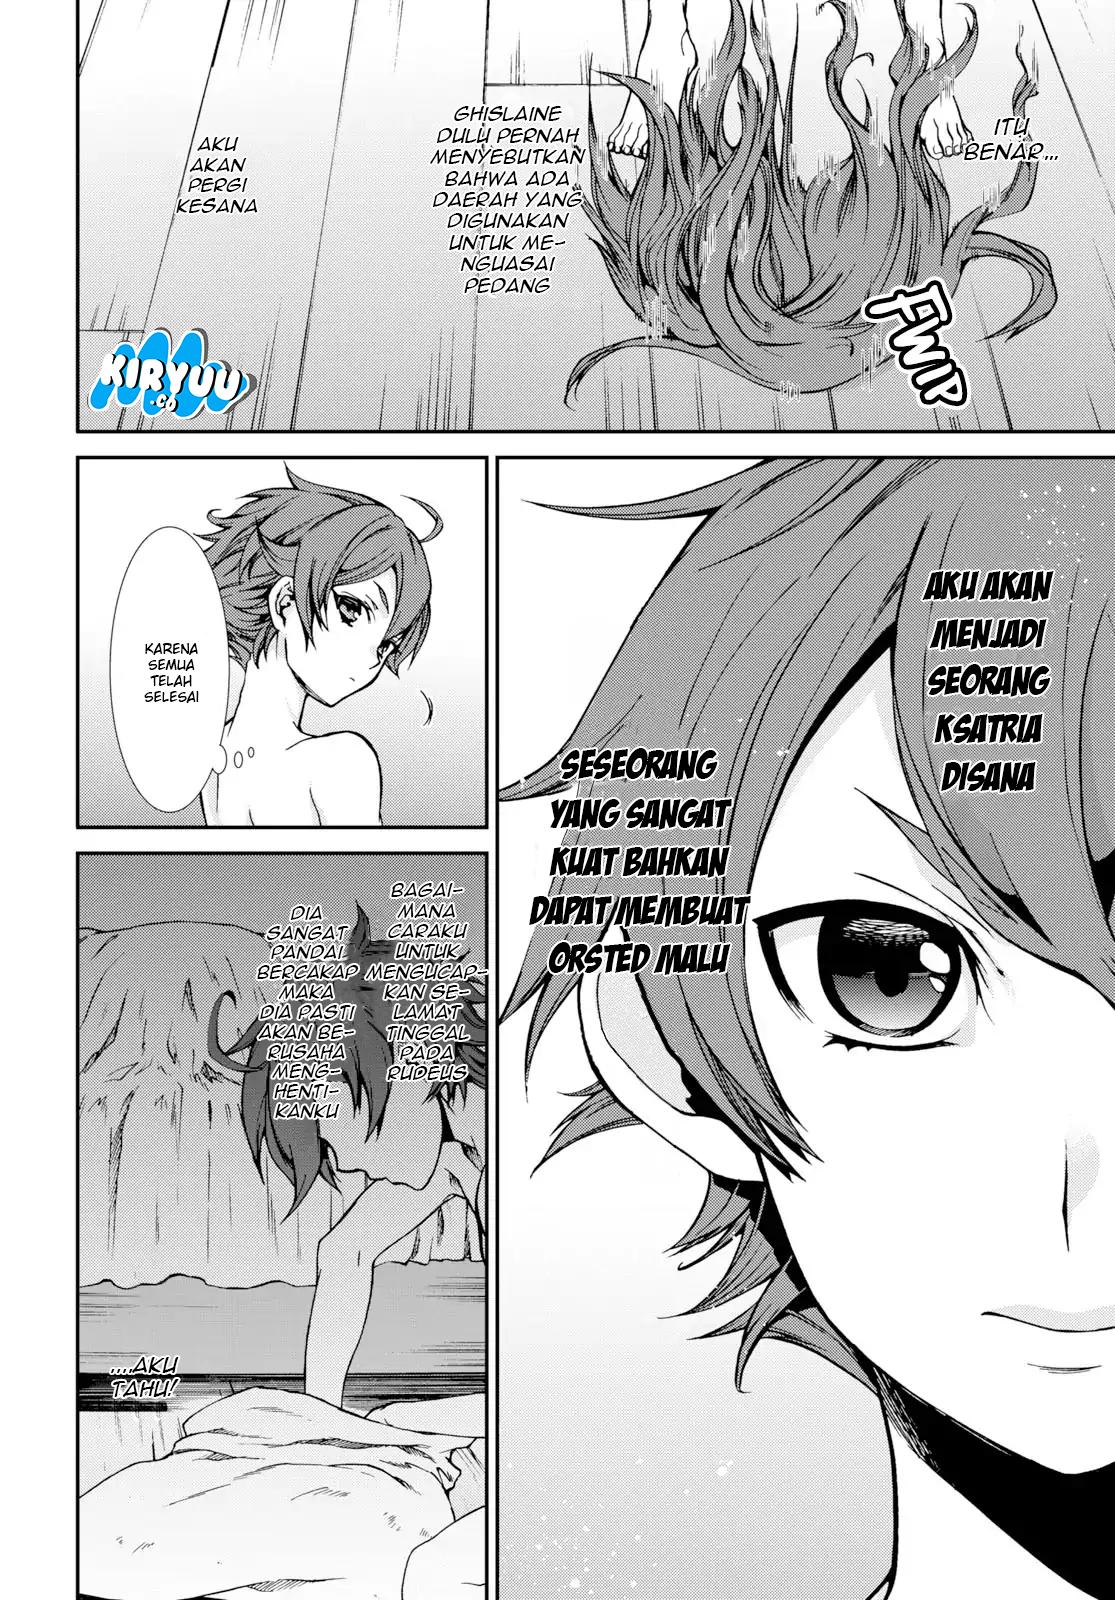 ITU
BENAR...
GHISLAINE
DULU PERNAH
MENYEBUTKAN
BAHWA ADA
DAERAH YANG
DIGUNAKAN
UNTUK ME-
NGUASAI
PEDANG
AKU
AKAN
PERGI
KESANA
FWIP
KIRYUU
.CO
AKU AKAN
MENJADI
SEORANG
KSATRIA
DISANA
SESEORANG
YANG SANGAT
KUAT BAHKAN
DAPAT MEMBUAT
ORSTED MALU
KARENA
SEMUA
TELAH
SELESAI
BAGAI-
MANA
CARAKU
UNTUK
MENGUCAP-
KAN SE-
LAMAT
TINGGAL
PADA
RUDEUS
DIA
SANGAT
PANDAI
BERCAKAP
MAKA
DIA PASTI
AKAN BE-
RUSAHA
MENG-
HENTI-
KANKU
....AKU
TAHU!